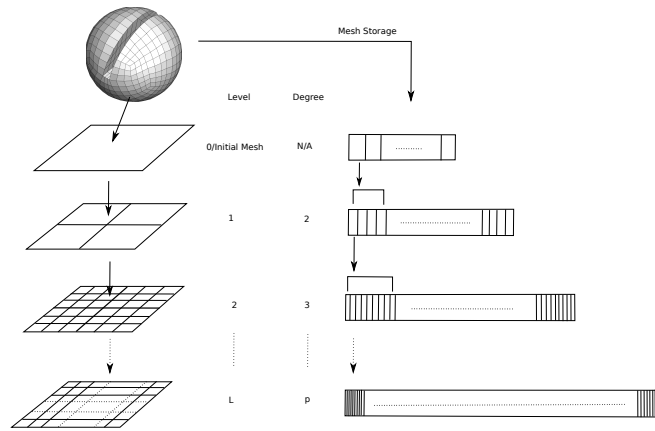 Mesh Storage
Level Degree
0/Initial Mesh N/A
1 2
2 3
L p